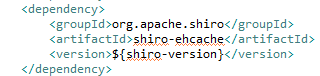 <dependency>
<groupId>org.apache.shiro</groupId>
<artifactId>shiro-ehcache</artifactId>
<version>${shiro-version}</version>
</dependency>